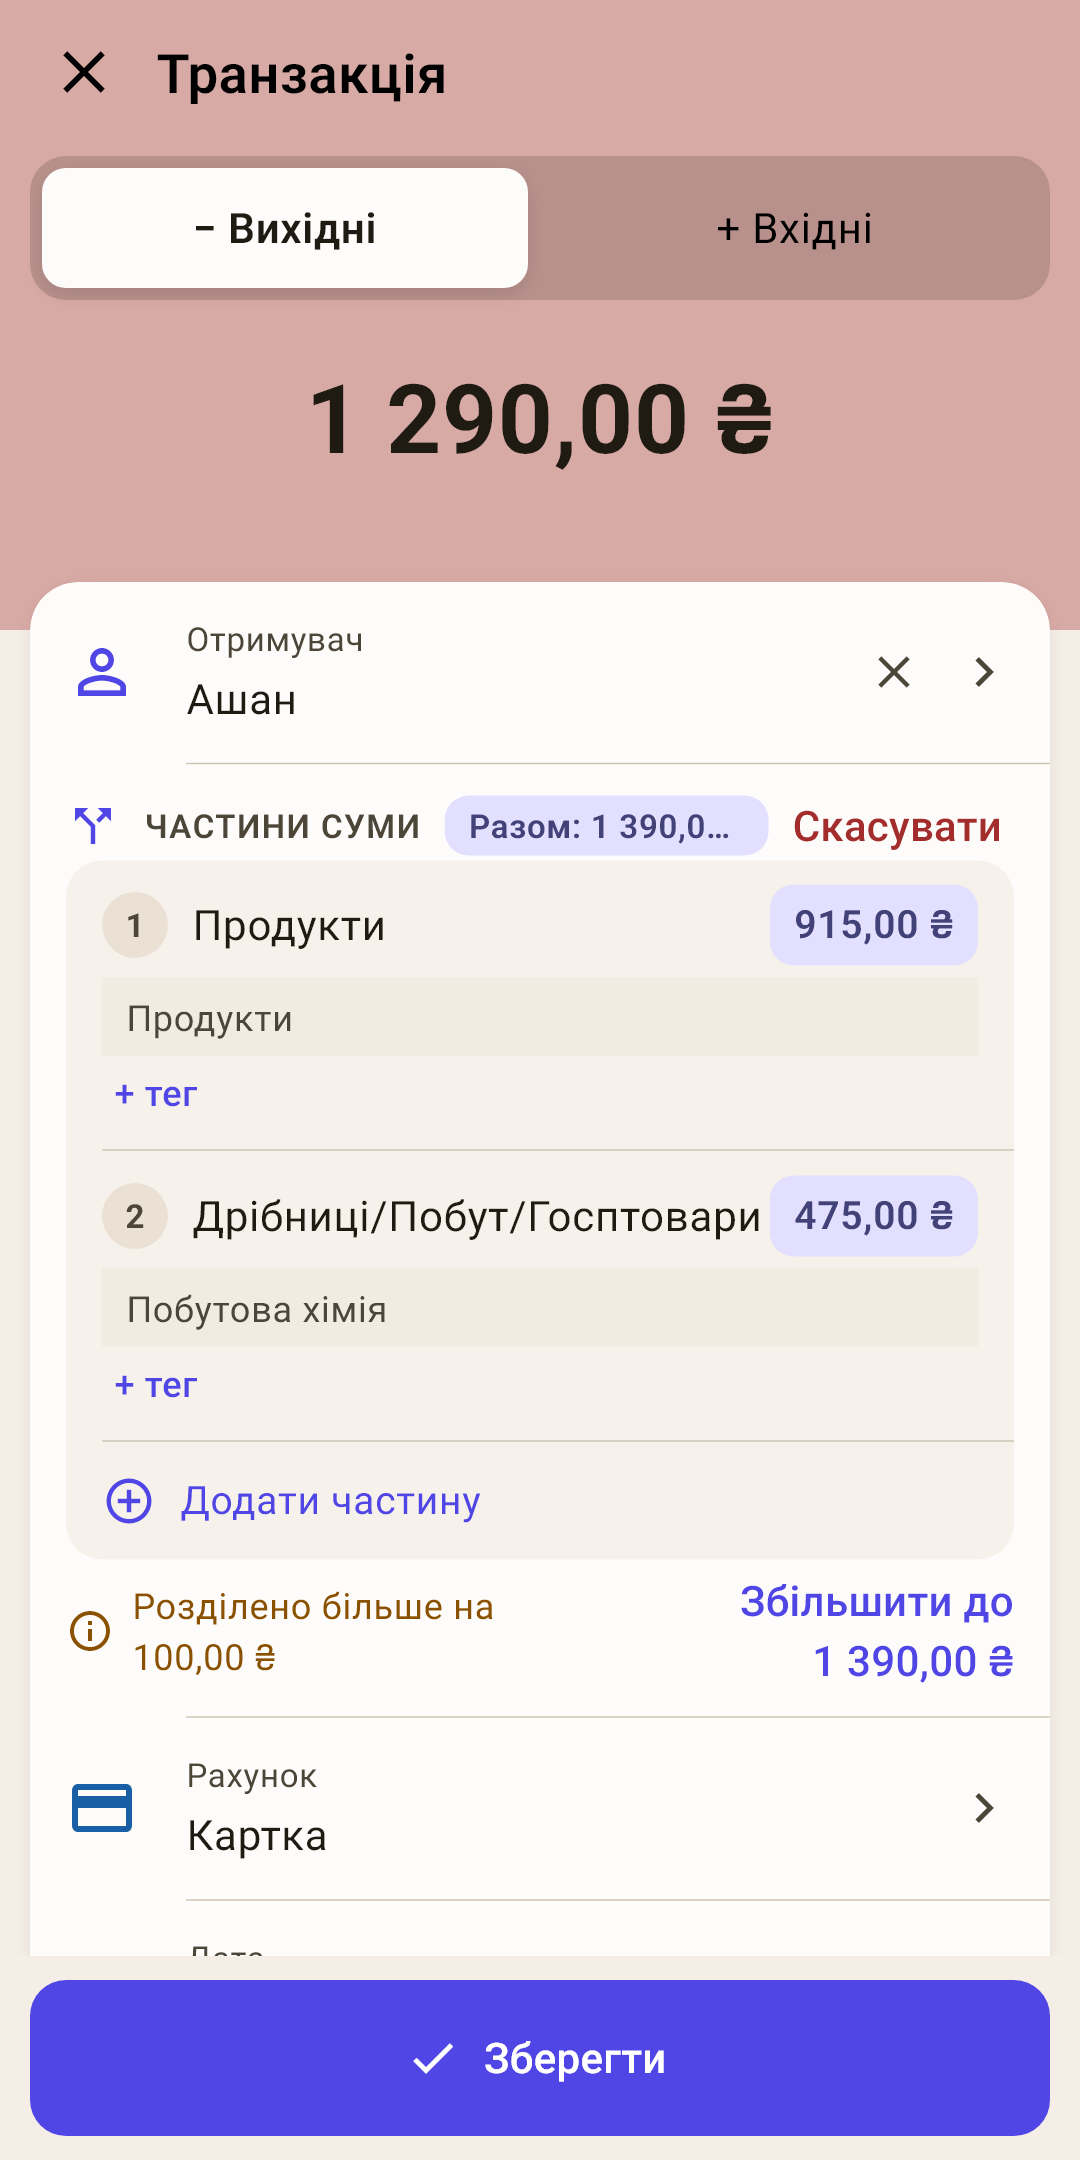 Транзакція
− Вихідні
+ Вхідні
1 290,00 ₴
Отримувач
Ашан
ЧАСТИНИ СУМИ
Разом: 1 390,0...
Скасувати
1
Продукти
915,00 ₴
Продукти
+ тег
2
Дрібниці/Побут/Госптовари
475,00 ₴
Побутова хімія
+ тег
Додати частину
Розділено більше на
100,00 ₴
Збільшити до
1 390,00 ₴
Рахунок
Картка
Зберегти